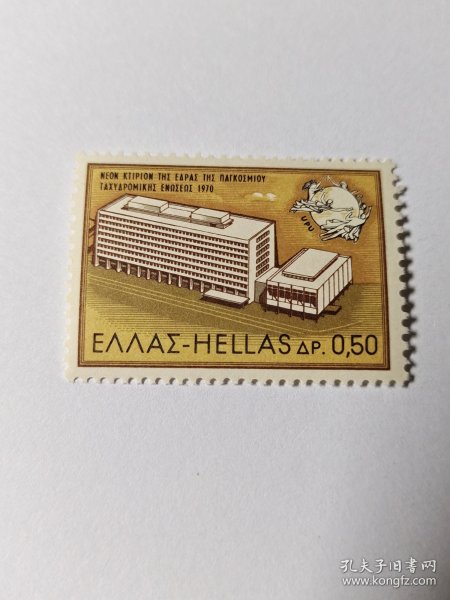 ΝΕΟΝ ΚΤΙΡΙΟΝ ΤΗΣ ΕΔΡΑΣ ΤΗΣ ΠΑΓΚΟΣΜΙΟΥ
ΤΑΧΥΔΡΟΜΙΚΗΣ ΕΝΩΣΕΩΣ 1970
UPU
ΕΛΛΑΣ-HELLAS ΔΡ. 0,50
孔夫子旧书网
www.kongfz.com